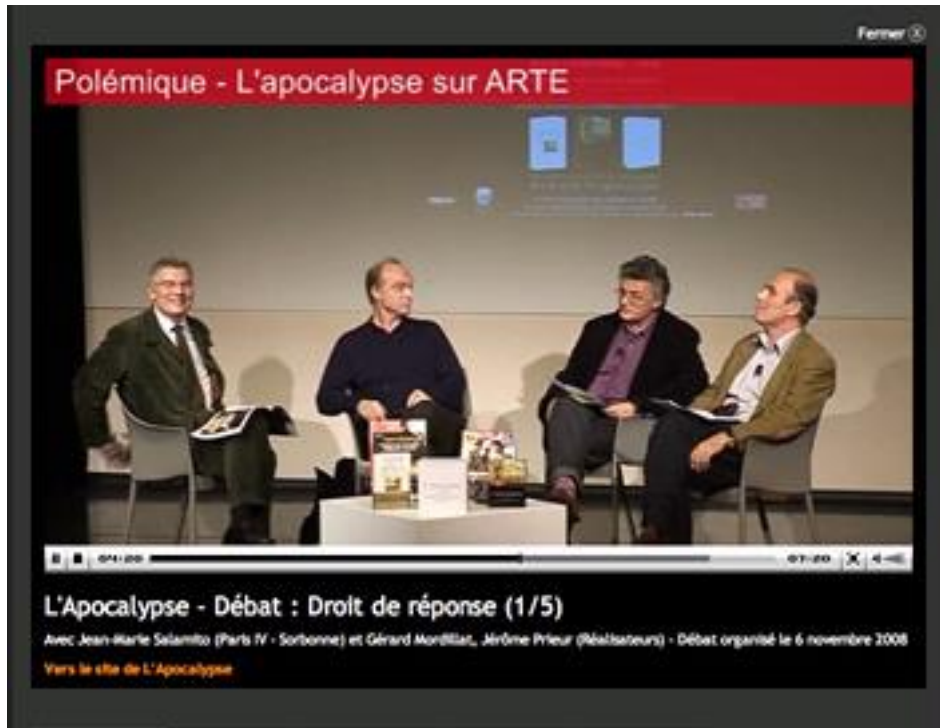 Fermer
Polémique - L'apocalypse sur ARTE
04:20 07:20
L'Apocalypse - Débat : Droit de réponse (1/5)
Avec Jean-Marie Salamito (Paris IV - Sorbonne) et Gérard Mordillat, Jérôme Prieur (Réalisateurs) - Débat organisé le 6 novembre 2008
Vers le site de L'Apocalypse